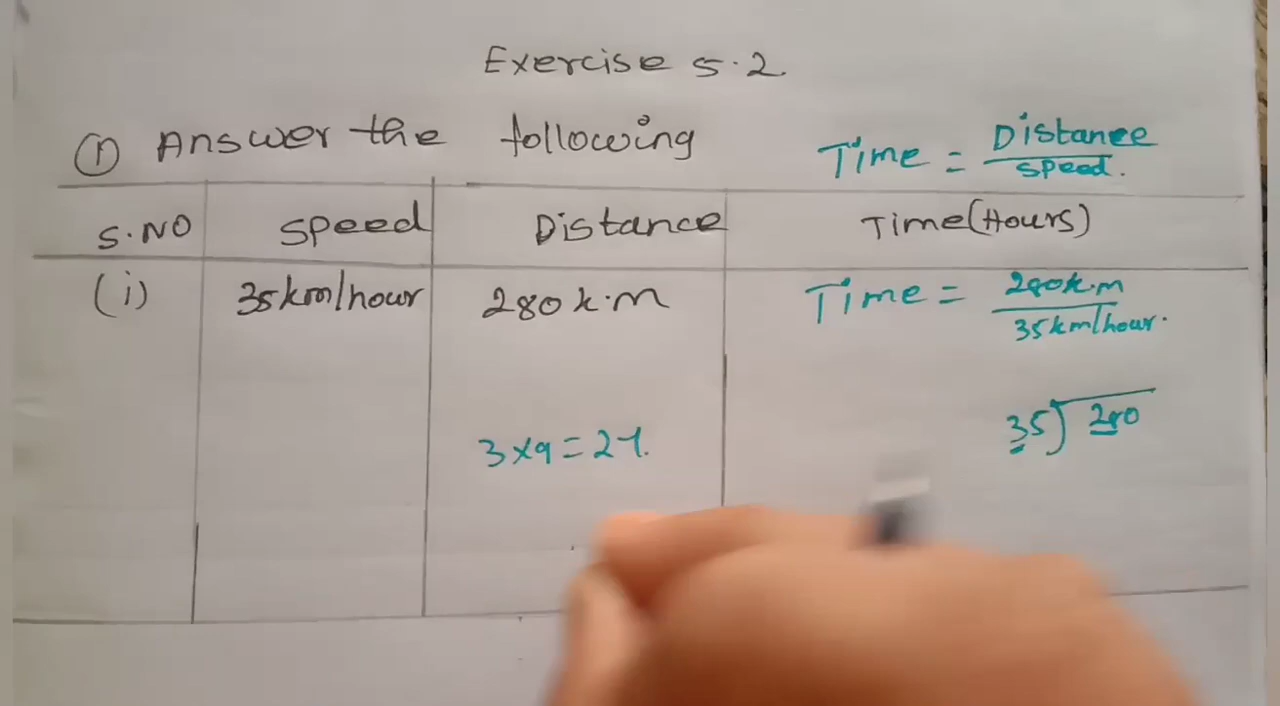 Exercise 5.2
① Answer the following
Time = Distance / speed.
S.NO Speed Distance Time(Hours)
(i) 35km/hour 280k.m Time = 280k.m / 35km/hour.
35)280
3×9=27.